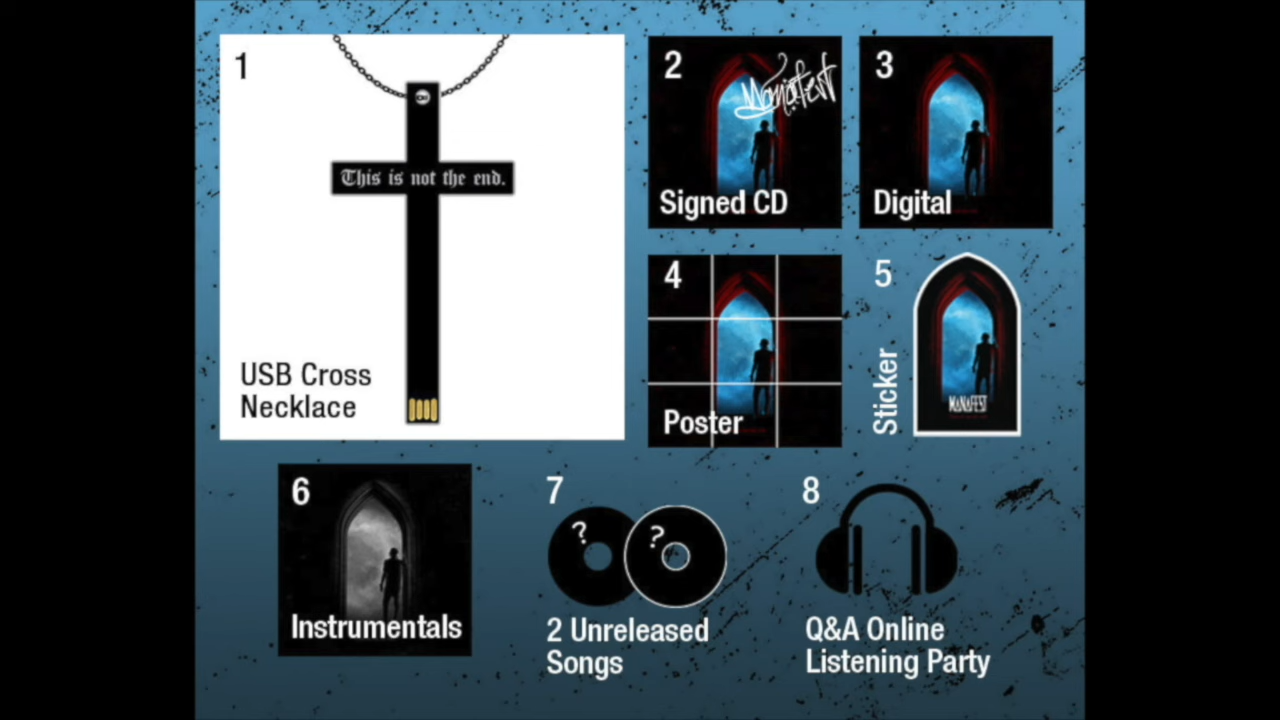 1
This is not the end.
USB Cross
Necklace
2
Manafest
Signed CD
3
Digital
4
Poster
5
Sticker
MANAFEST
6
Instrumentals
7
? ?
2 Unreleased
Songs
8
Q&A Online
Listening Party